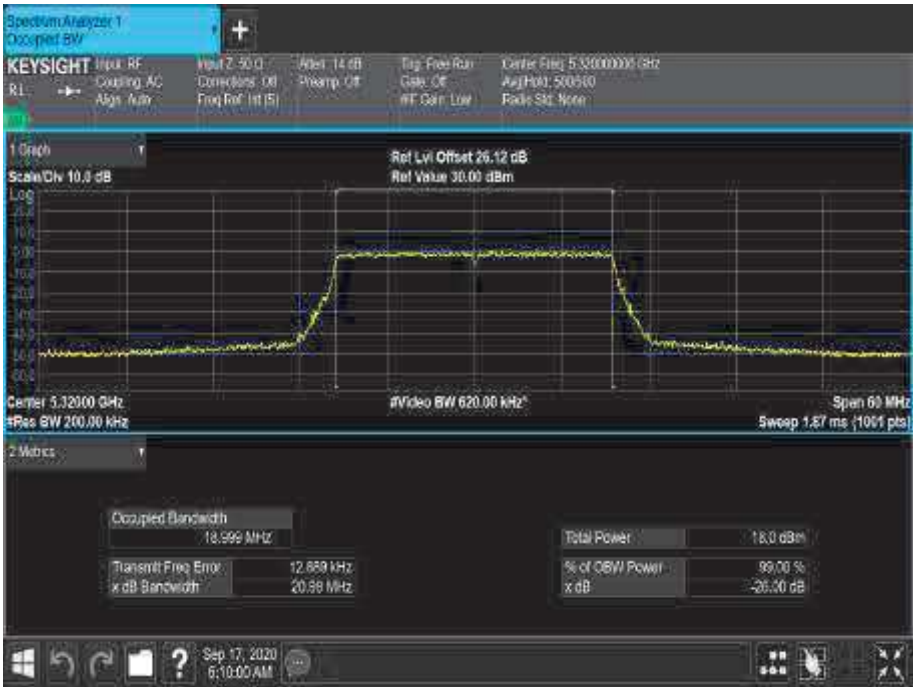 Spectrum Analyzer 1
Occupied BW
+
KEYSIGHT Input: RF
Coupling: AC
Align: Auto
Input Z: 50 Ω
Corrections: Off
Freq Ref: Int (S)
Atten: 14 dB
Preamp: Off
Trig: Free Run
Gate: Off
#IF Gain: Low
Center Freq: 5.320000000 GHz
Avg|Hold: 500/500
Radio Std: None
1 Graph
Scale/Div 10.0 dB
Ref Lvl Offset 26.12 dB
Ref Value 30.00 dBm
Log
Center 5.32000 GHz
#Res BW 200.00 kHz
#Video BW 620.00 kHz*
Span 60 MHz
Sweep 1.87 ms (1001 pts)
2 Metrics
Occupied Bandwidth
18.999 MHz
Transmit Freq Error
x dB Bandwidth
20.98 MHz
Total Power 18.0 dBm
% of OBW Power 99.00 %
x dB -26.00 dB
?
Sep 17, 2020
6:10:00 AM